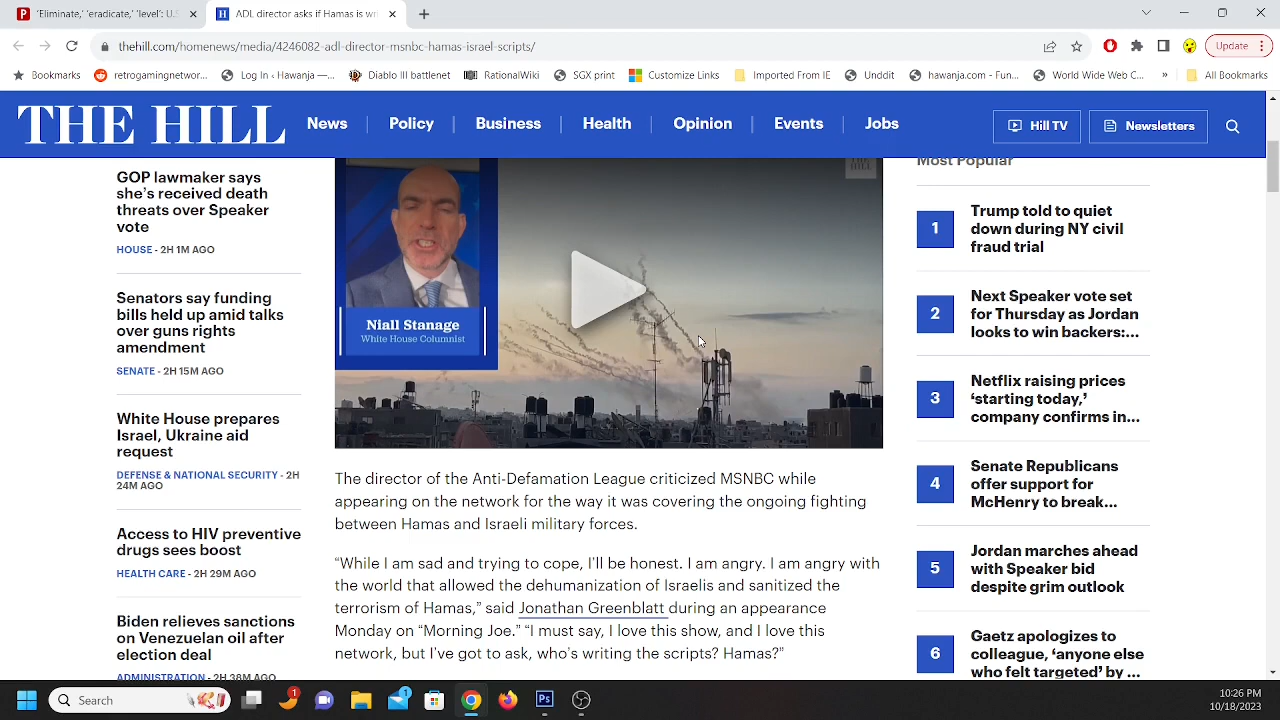 'Eliminate,' 'eradicate,' 'level': U.S
ADL director asks if Hamas is wri
thehill.com/homenews/media/4246082-adl-director-msnbc-hamas-israel-scripts/
Update
Bookmarks
retrogamingnetwor...
Log In ‹ Hawanja —...
Diablo III battlenet
RationalWiki
SGX print
Customize Links
Imported From IE
Unddit
hawanja.com - Fun...
World Wide Web C...
»
All Bookmarks
THE HILL
News
Policy
Business
Health
Opinion
Events
Jobs
Hill TV
Newsletters
GOP lawmaker says
she's received death
threats over Speaker
vote
HOUSE - 2H 1M AGO
Senators say funding
bills held up amid talks
over guns rights
amendment
SENATE - 2H 15M AGO
White House prepares
Israel, Ukraine aid
request
DEFENSE & NATIONAL SECURITY - 2H
24M AGO
Access to HIV preventive
drugs sees boost
HEALTH CARE - 2H 29M AGO
Biden relieves sanctions
on Venezuelan oil after
election deal
ADMINISTRATION - 2H 38M AGO
HILL
Niall Stanage
White House Columnist
The director of the Anti-Defamation League criticized MSNBC while
appearing on the network for the way it was covering the ongoing fighting
between Hamas and Israeli military forces.
“While I am sad and trying to cope, I’ll be honest. I am angry. I am angry with
the world that allowed the dehumanization of Israelis and sanitized the
terrorism of Hamas,” said Jonathan Greenblatt during an appearance
Monday on “Morning Joe.” “I must say, I love this show, and I love this
network, but I’ve got to ask, who’s writing the scripts? Hamas?”
Most Popular
1
Trump told to quiet
down during NY civil
fraud trial
2
Next Speaker vote set
for Thursday as Jordan
looks to win backers:...
3
Netflix raising prices
‘starting today,’
company confirms in...
4
Senate Republicans
offer support for
McHenry to break...
5
Jordan marches ahead
with Speaker bid
despite grim outlook
6
Gaetz apologizes to
colleague, ‘anyone else
who felt targeted’ by ...
Search
1
1
Ps
10:26 PM
10/18/2023